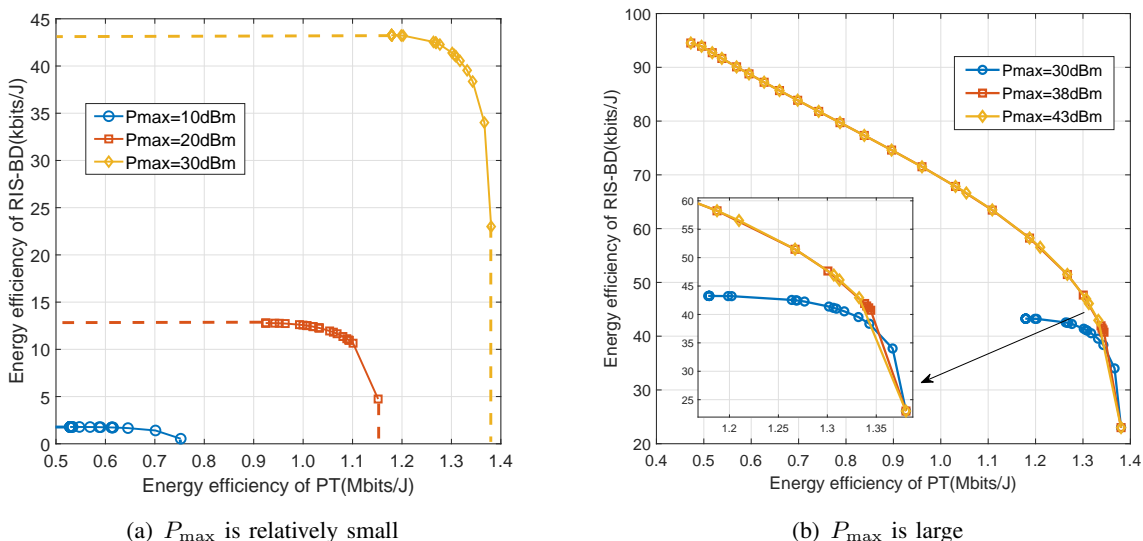 45
40
35
30
25
20
15
10
5
0
0.5 0.6 0.7 0.8 0.9 1.0 1.1 1.2 1.3 1.4
Energy efficiency of RIS-BD(kbits/J)
Energy efficiency of PT(Mbits/J)
Pmax=10dBm
Pmax=20dBm
Pmax=30dBm
(a) Pmax is relatively small
100
90
80
70
60
50
40
30
20
0.4 0.5 0.6 0.7 0.8 0.9 1.0 1.1 1.2 1.3 1.4
Energy efficiency of RIS-BD(kbits/J)
Energy efficiency of PT(Mbits/J)
Pmax=30dBm
Pmax=38dBm
Pmax=43dBm
60
55
50
45
40
35
30
25
1.2 1.3 1.35
(b) Pmax is large